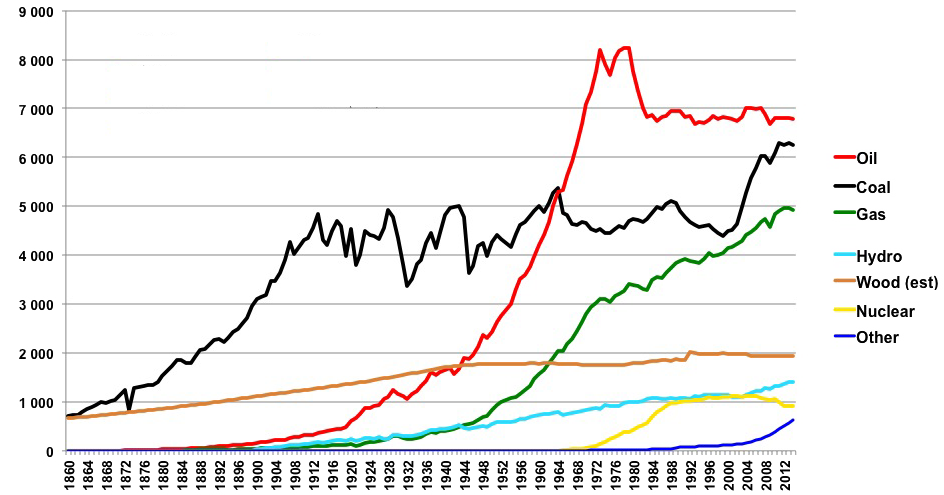 9 000
8 000
7 000
6 000
5 000
4 000
3 000
2 000
1 000
0
1860 1864 1868 1872 1876 1880 1884 1888 1892 1896 1900 1904 1908 1912 1916 1920 1924 1928 1932 1936 1940 1944 1948 1952 1956 1960 1964 1968 1972 1976 1980 1984 1988 1992 1996 2000 2004 2008 2012
Oil
Coal
Gas
Hydro
Wood (est)
Nuclear
Other